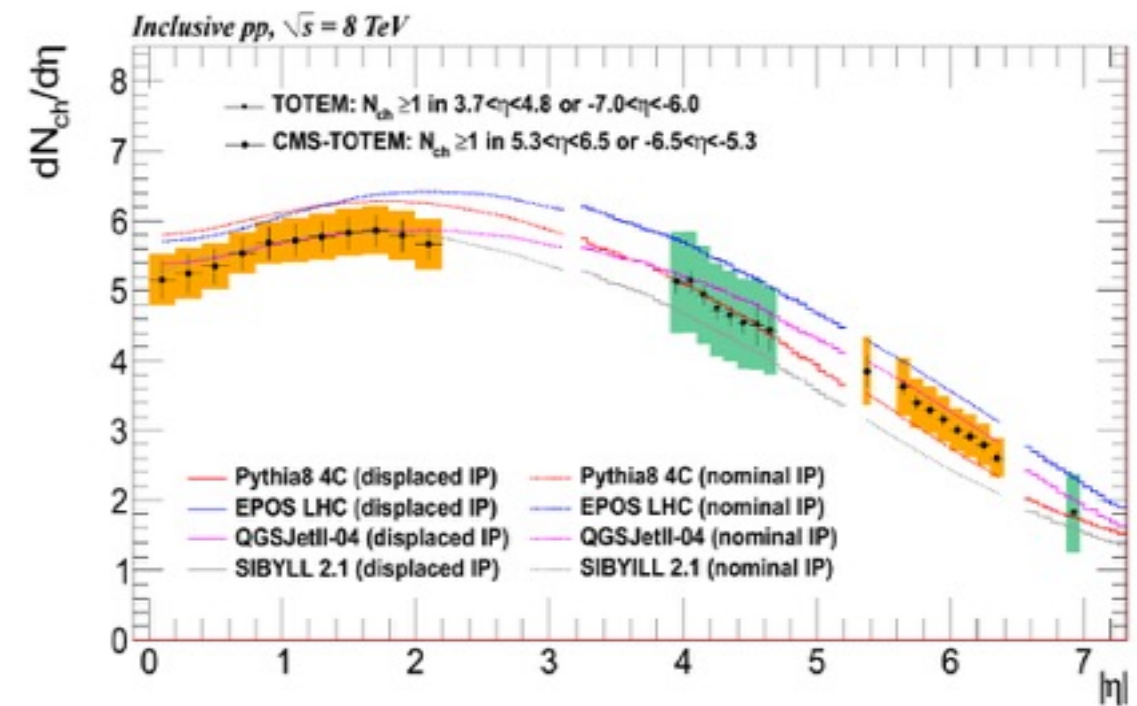 Inclusive pp, √s = 8 TeV
dN_ch/dη
8
7
6
5
4
3
2
1
0
TOTEM: N_ch ≥1 in 3.7<η<4.8 or -7.0<η<-6.0
CMS-TOTEM: N_ch ≥1 in 5.3<η<6.5 or -6.5<η<-5.3
Pythia8 4C (displaced IP) Pythia8 4C (nominal IP)
EPOS LHC (displaced IP) EPOS LHC (nominal IP)
QGSJetII-04 (displaced IP) QGSJetII-04 (nominal IP)
SIBYLL 2.1 (displaced IP) SIBYILL 2.1 (nominal IP)
0 1 2 3 4 5 6 7
|η|